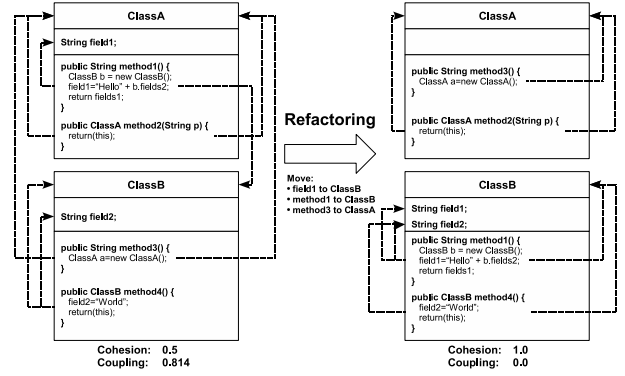 ClassA
String field1;
public String method1() {
ClassB b = new ClassB();
field1="Hello" + b.fields2;
return fields1;
}
public ClassA method2(String p) {
return(this);
}
ClassB
String field2;
public String method3() {
ClassA a=new ClassA();
}
public ClassB method4() {
field2="World";
return(this);
}
Cohesion: 0.5
Coupling: 0.814
Refactoring
Move:
• field1 to ClassB
• method1 to ClassB
• method3 to ClassA
ClassA
public String method3() {
ClassA a=new ClassA();
}
public ClassA method2(String p) {
return(this);
}
ClassB
String field1;
String field2;
public String method1() {
ClassB b = new ClassB();
field1="Hello" + b.fields2;
return fields1;
}
public ClassB method4() {
field2="World";
return(this);
}
Cohesion: 1.0
Coupling: 0.0